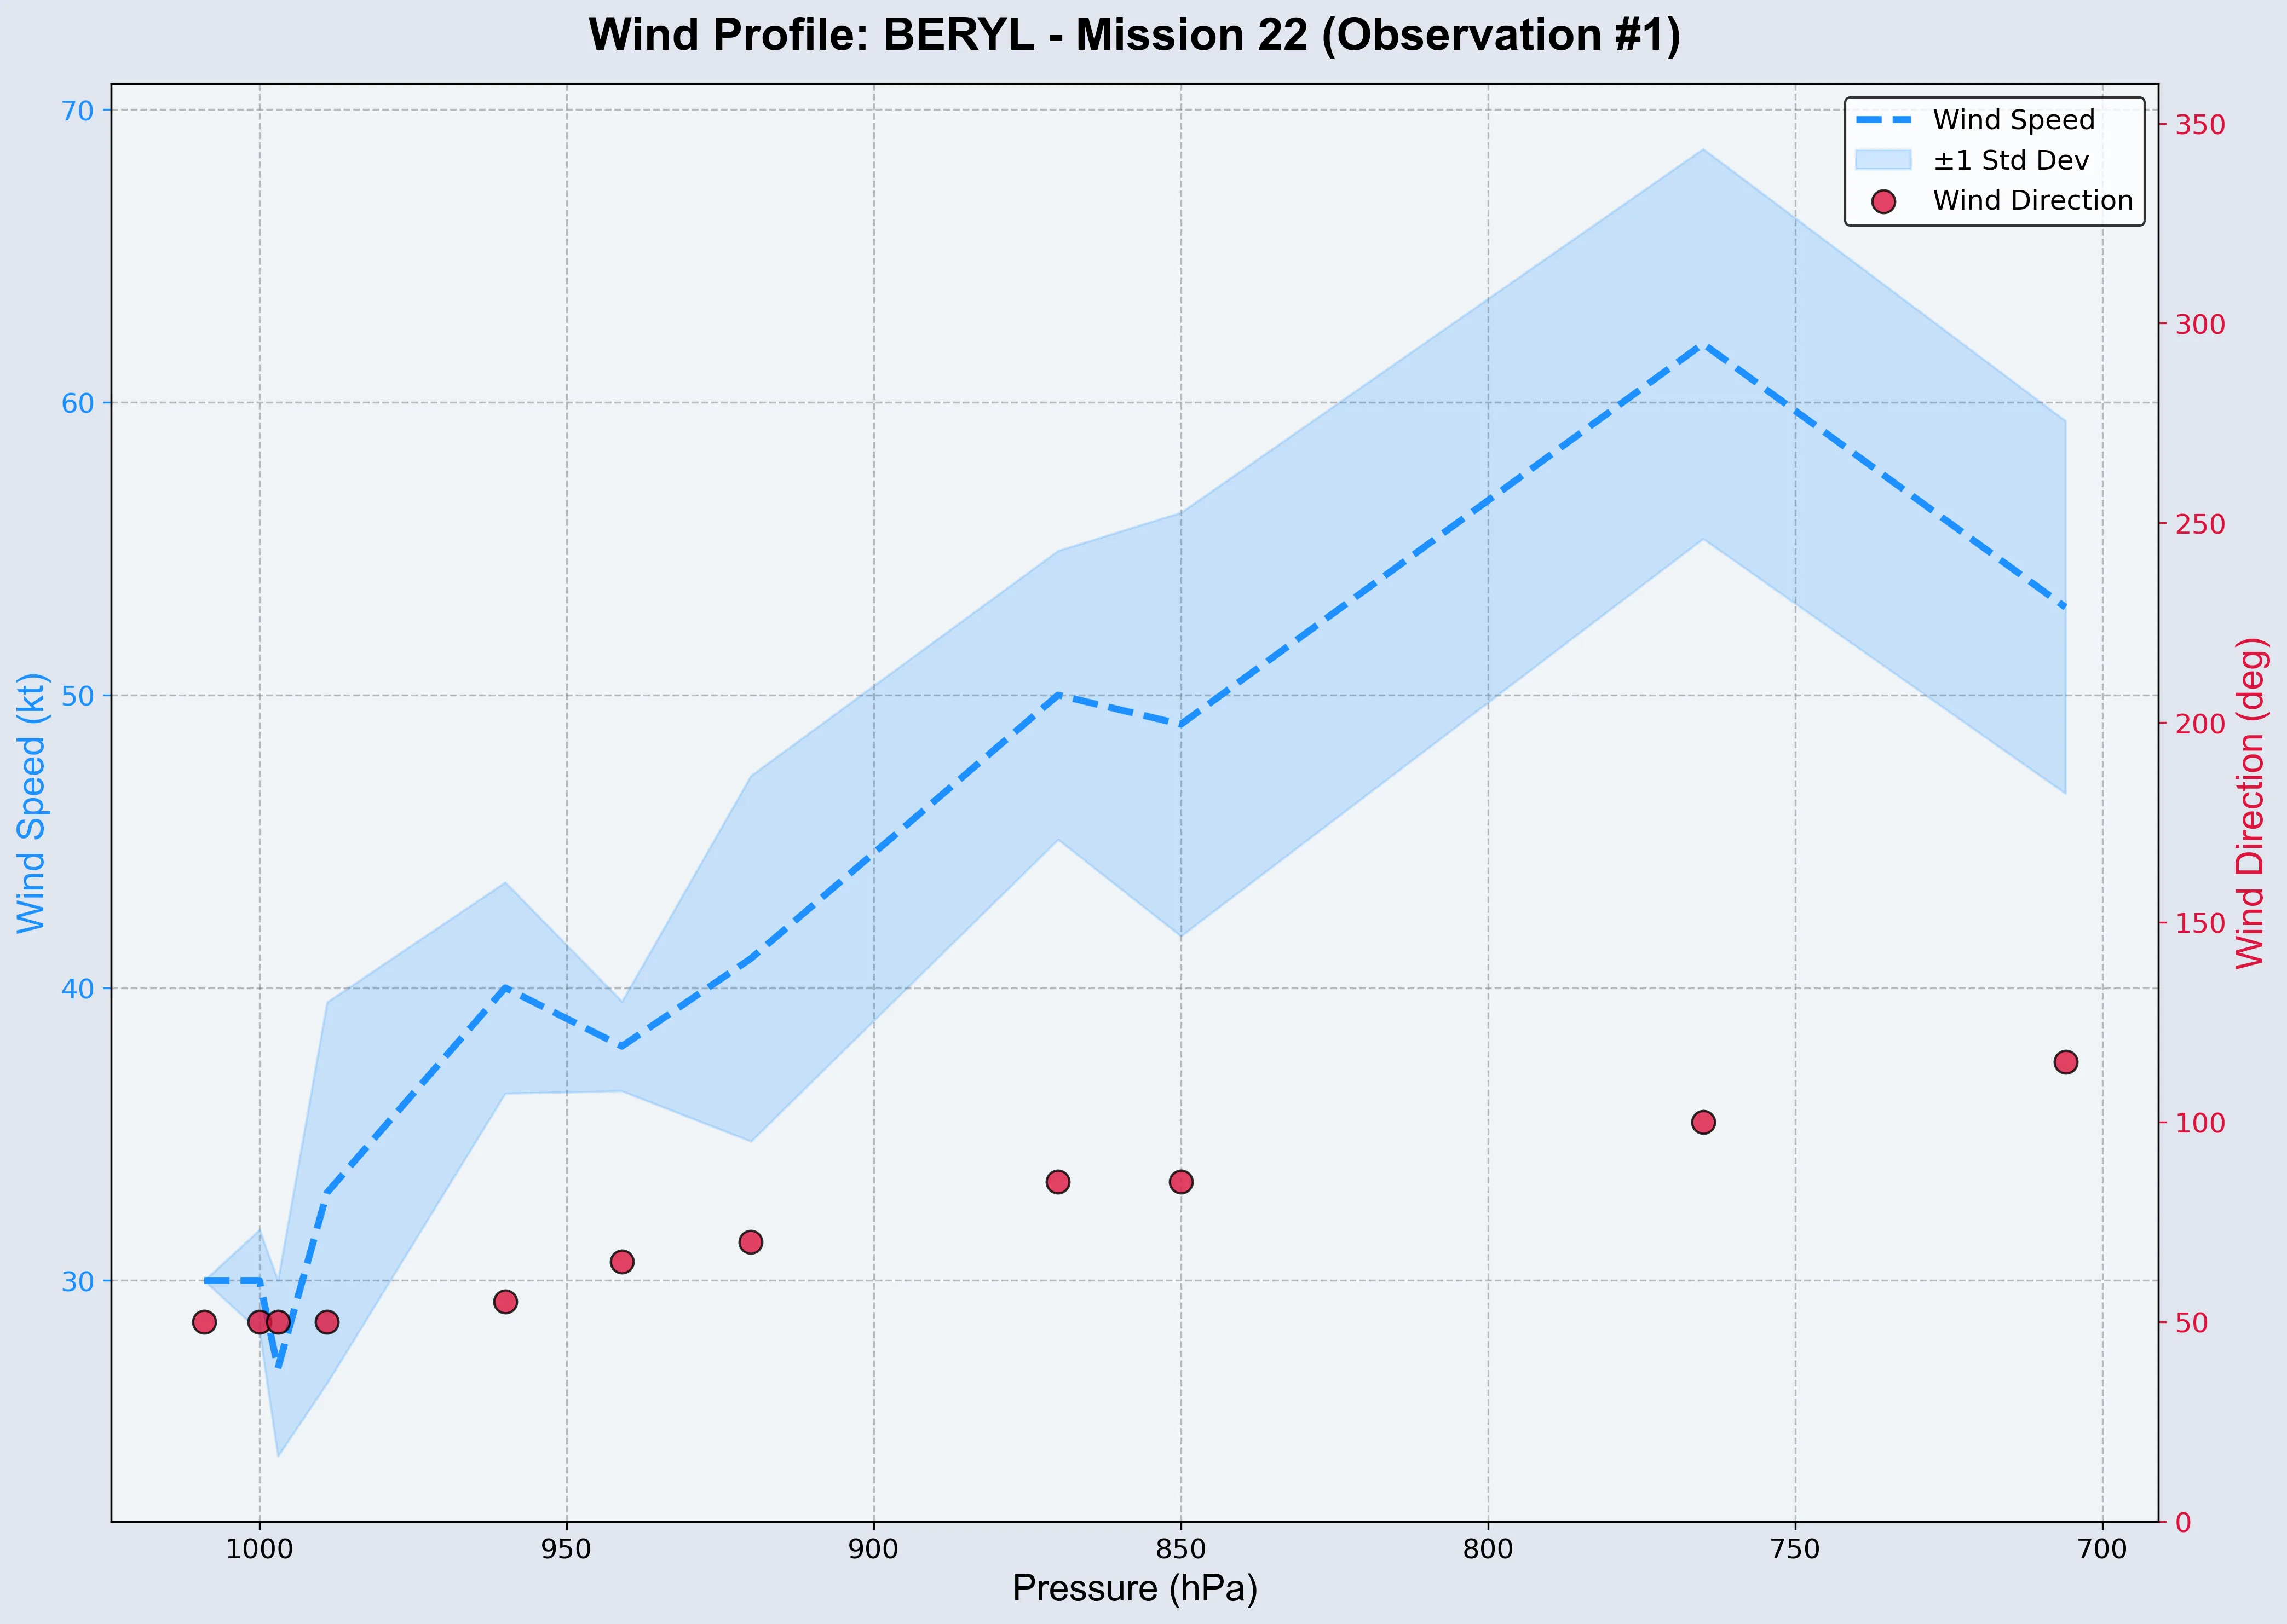 Wind Profile: BERYL - Mission 22 (Observation #1)
Wind Speed
±1 Std Dev
Wind Direction
70
60
50
40
30
Wind Speed (kt)
350
300
250
200
150
100
50
0
Wind Direction (deg)
1000
950
900
850
800
750
700
Pressure (hPa)